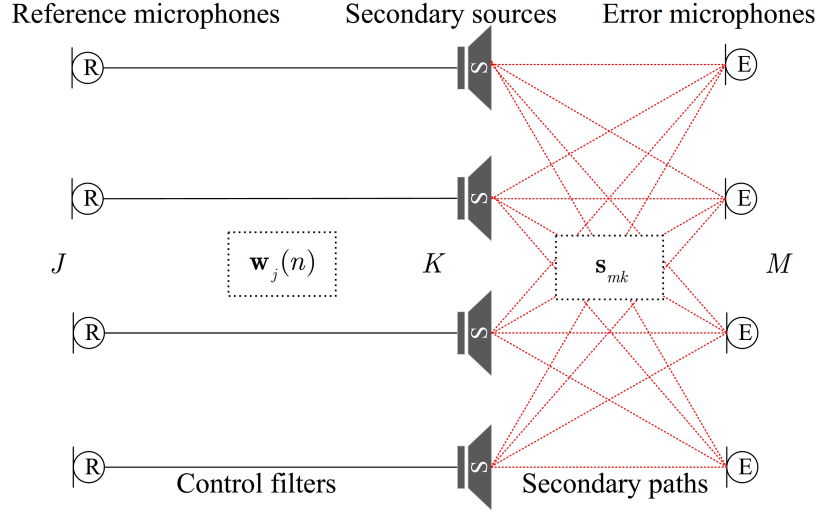 Reference microphones Secondary sources Error microphones
R S E
R S E
J w_j(n) K s_mk M
R S E
R S E
Control filters Secondary paths